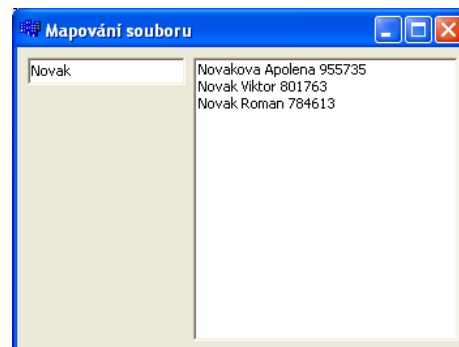 Mapování souboru
Novak
Novakova Apolena 955735
Novak Viktor 801763
Novak Roman 784613